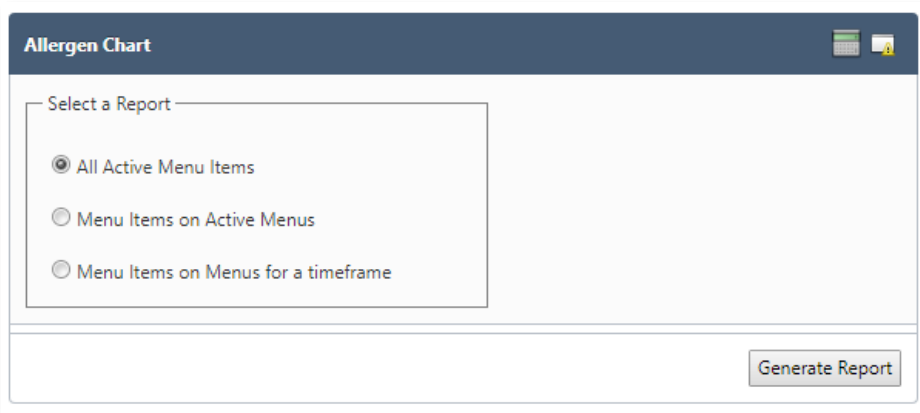 Allergen Chart
Select a Report
All Active Menu Items
Menu Items on Active Menus
Menu Items on Menus for a timeframe
Generate Report